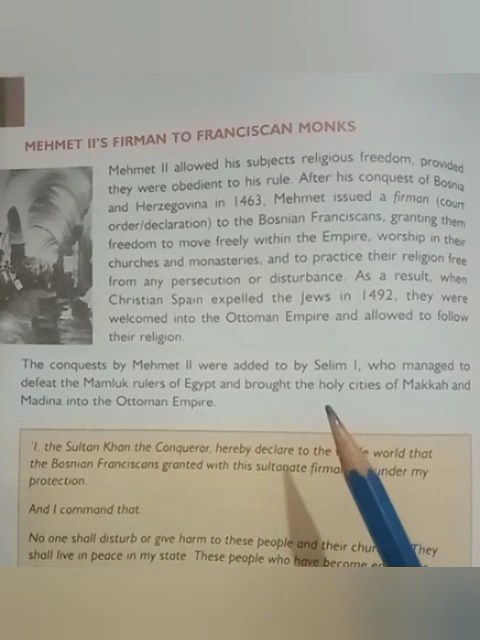 MEHMET II'S FIRMAN TO FRANCISCAN MONKS
Mehmet II allowed his subjects religious freedom, provided
they were obedient to his rule. After his conquest of Bosnia
and Herzegovina in 1463, Mehmet issued a firman (court
order/declaration) to the Bosnian Franciscans, granting them
freedom to move freely within the Empire, worship in their
churches and monasteries, and to practice their religion free
from any persecution or disturbance. As a result, when
Christian Spain expelled the Jews in 1492, they were
welcomed into the Ottoman Empire and allowed to follow
their religion.
The conquests by Mehmet II were added to by Selim I, who managed to
defeat the Mamluk rulers of Egypt and brought the holy cities of Makkah and
Madina into the Ottoman Empire.
'I, the Sultan Khan the Conqueror, hereby declare to the world that
the Bosnian Franciscans granted with this sultanate under my
protection.
And I command that:
No one shall disturb or give harm to these people and their They
shall live in peace in my state. These people who have become